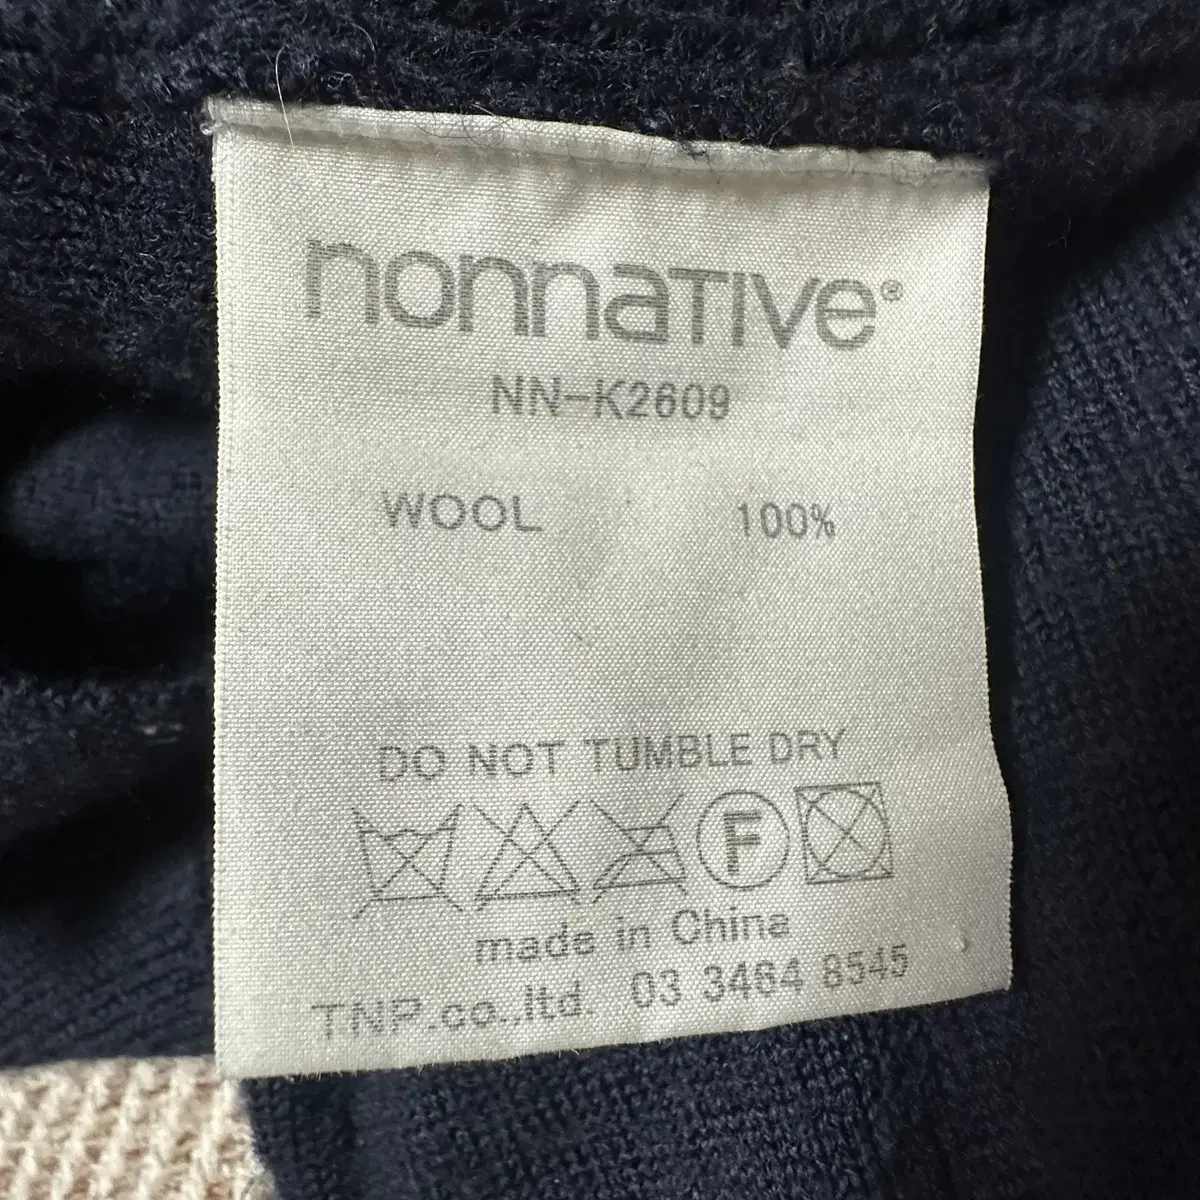 nonnaTIVe®
NN-K2609
WOOL 100%
DO NOT TUMBLE DRY
F
made in China
TNP.co.,ltd. 03 3464 8545